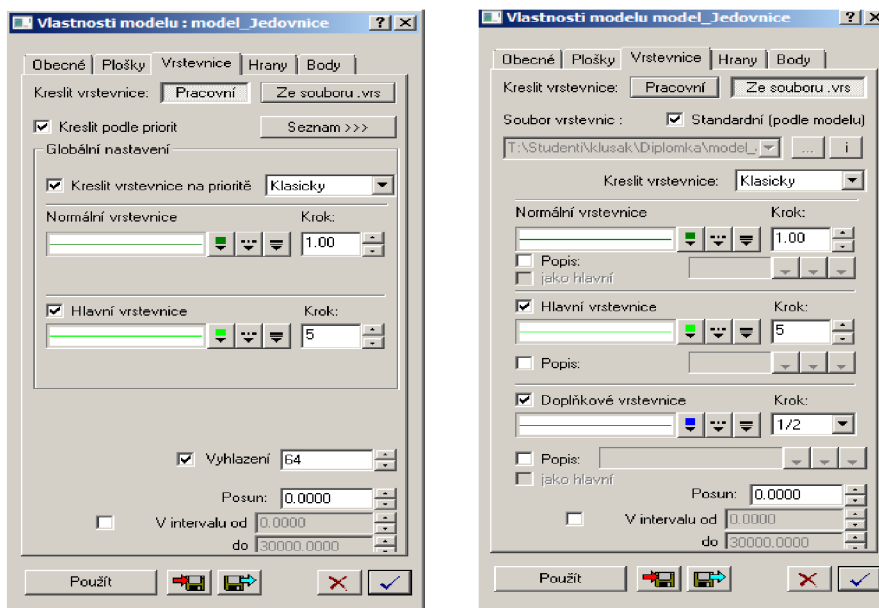 Vlastnosti modelu : model_Jedovnice
Obecné Plošky Vrstevnice Hrany Body
Kreslit vrstevnice: Pracovní Ze souboru .vrs
Kreslit podle priorit Seznam >>>
Globální nastavení
Kreslit vrstevnice na prioritě Klasicky
Normální vrstevnice Krok:
1.00
Hlavní vrstevnice Krok:
5
Vyhlazení 64
Posun: 0.0000
V intervalu od 0.0000
do 30000.0000
Použít
Vlastnosti modelu model_Jedovnice
Obecné Plošky Vrstevnice Hrany Body
Kreslit vrstevnice: Pracovní Ze souboru .vrs
Soubor vrstevnic : Standardní (podle modelu)
T:\Studenti\klusak\Diplomka\model_ ... i
Kreslit vrstevnice: Klasicky
Normální vrstevnice Krok:
1.00
Popis:
jako hlavní
Hlavní vrstevnice Krok:
5
Popis:
Doplňkové vrstevnice Krok:
1/2
Popis:
jako hlavní
Posun: 0.0000
V intervalu od 0.0000
do 30000.0000
Použít